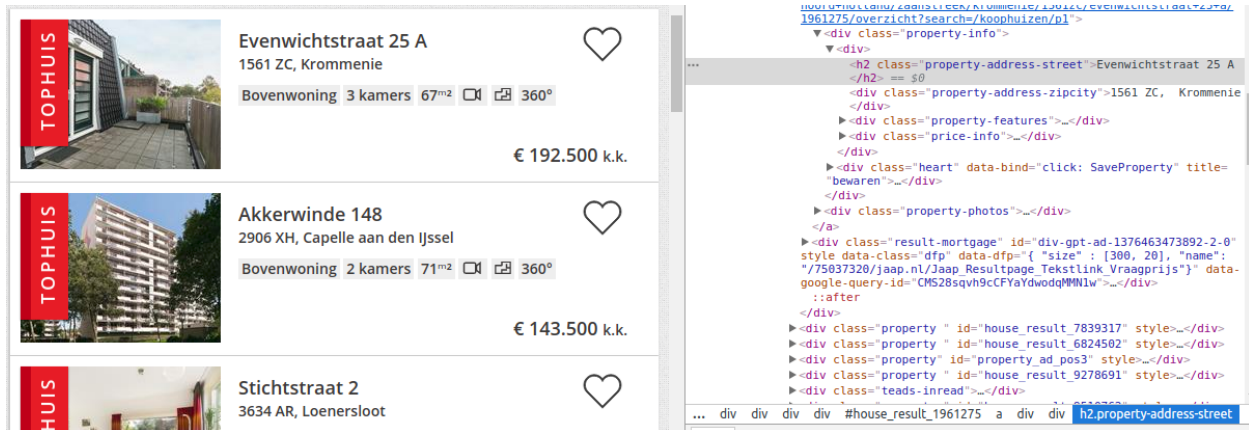 TOPHUIS
Evenwichtstraat 25 A
1561 ZC, Krommenie
Bovenwoning 3 kamers 67m² 360°
€ 192.500 k.k.
TOPHUIS
Akkerwinde 148
2906 XH, Capelle aan den IJssel
Bovenwoning 2 kamers 71m² 360°
€ 143.500 k.k.
HUIS
Stichtstraat 2
3634 AR, Loenersloot
noord+holland/zaanstreek/krommenie/1561zc/evenwichtstraat+25+a/
1961275/overzicht?search=/koophuizen/p1">
▼<div class="property-info">
▼<div>
... <h2 class="property-address-street">Evenwichtstraat 25 A
</h2> == $0
<div class="property-address-zipcity">1561 ZC,  Krommenie
</div>
▶<div class="property-features">…</div>
▶<div class="price-info">…</div>
</div>
▶<div class="heart" data-bind="click: SaveProperty" title=
"bewaren">…</div>
</div>
▶<div class="property-photos">…</div>
</a>
▶<div class="result-mortgage" id="div-gpt-ad-1376463473892-2-0"
style data-class="dfp" data-dfp="{ "size" : [300, 20], "name":
"/75037320/jaap.nl/Jaap_Resultpage_Tekstlink_Vraagprijs"}" data-
google-query-id="CMS28sqvh9cCFYaYdwodqMMN1w">…</div>
::after
</div>
▶<div class="property " id="house_result_7839317" style>…</div>
▶<div class="property " id="house_result_6824502" style>…</div>
▶<div class="property" id="property_ad_pos3" style>…</div>
▶<div class="property " id="house_result_9278691" style>…</div>
▶<div class="teads-inread">…</div>
... div div div div #house_result_1961275 a div div h2.property-address-street